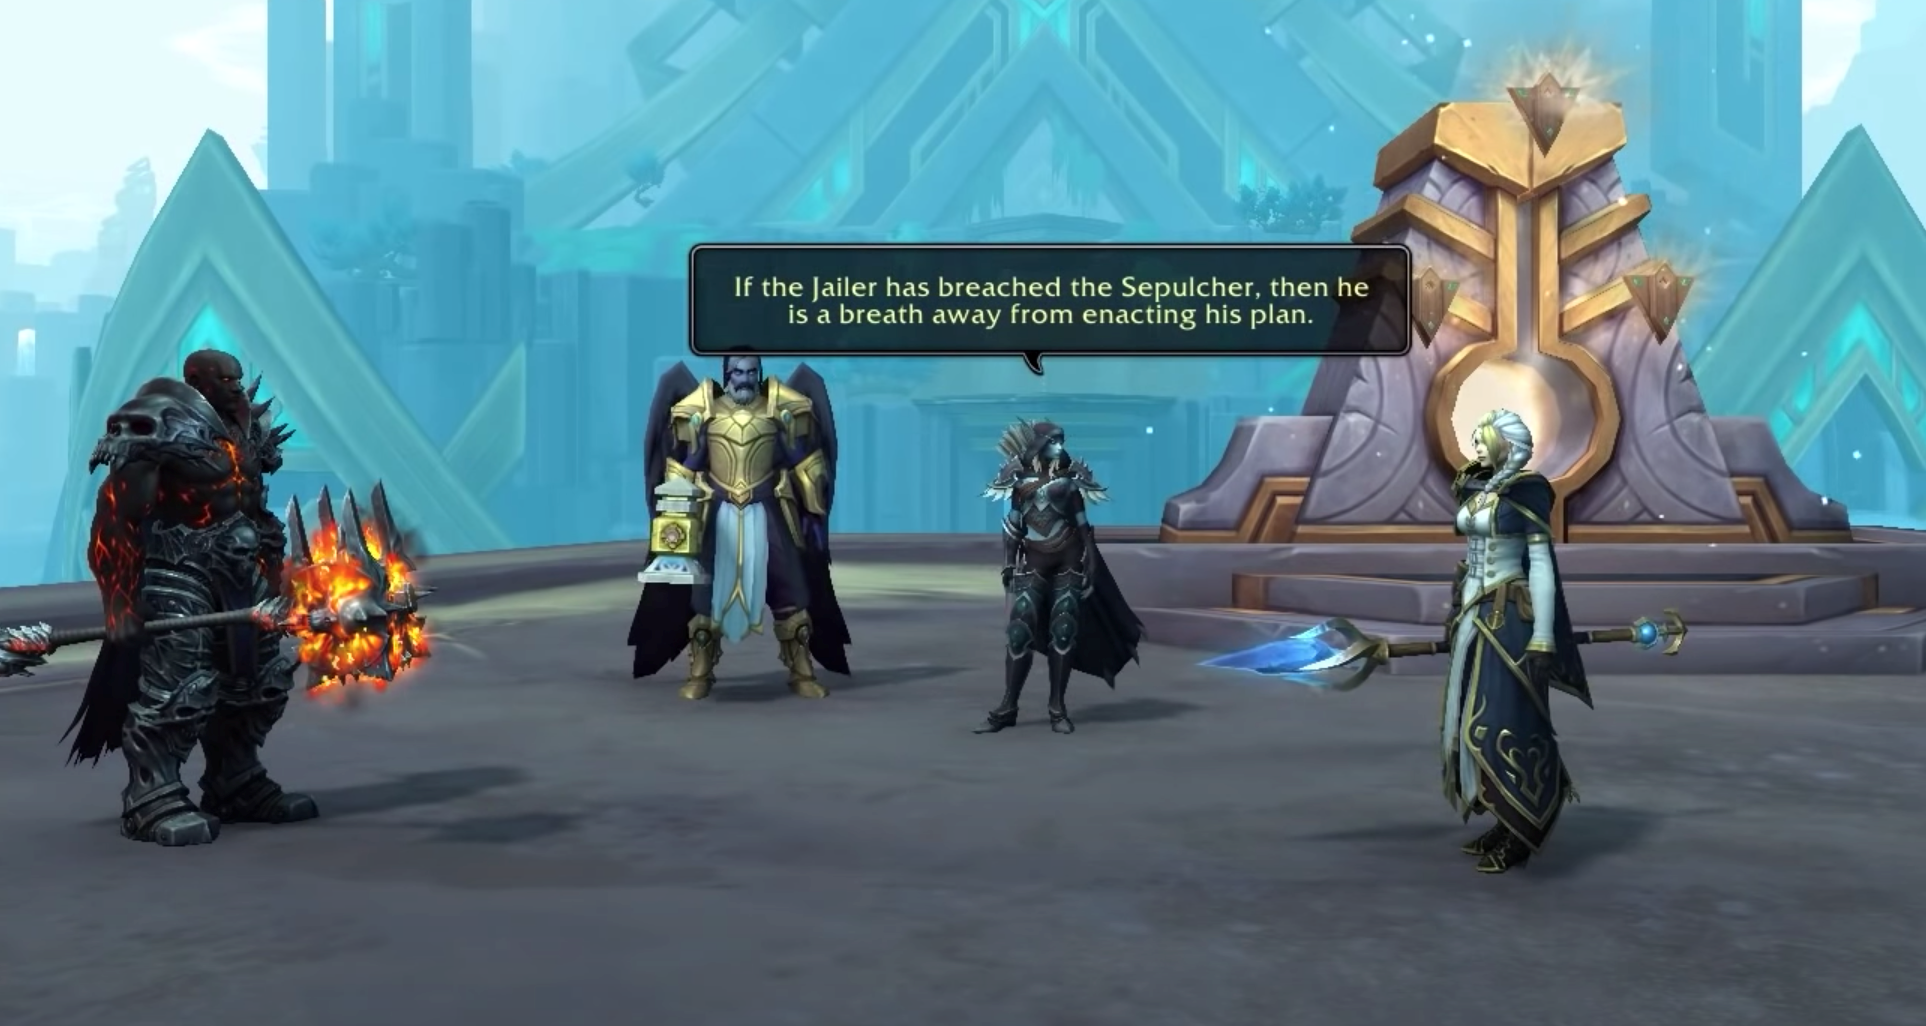 If the Jailer has breached the Sepulcher, then he
is a breath away from enacting his plan.